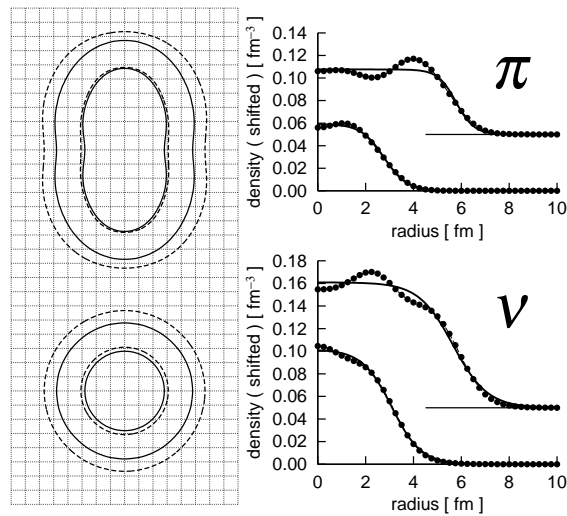 density ( shifted ) [ fm⁻³ ]
0.14
0.12
0.10
0.08
0.06
0.04
0.02
0.00
π
0 2 4 6 8 10
radius [ fm ]
density ( shifted ) [ fm⁻³ ]
0.18
0.16
0.14
0.12
0.10
0.08
0.06
0.04
0.02
0.00
ν
0 2 4 6 8 10
radius [ fm ]